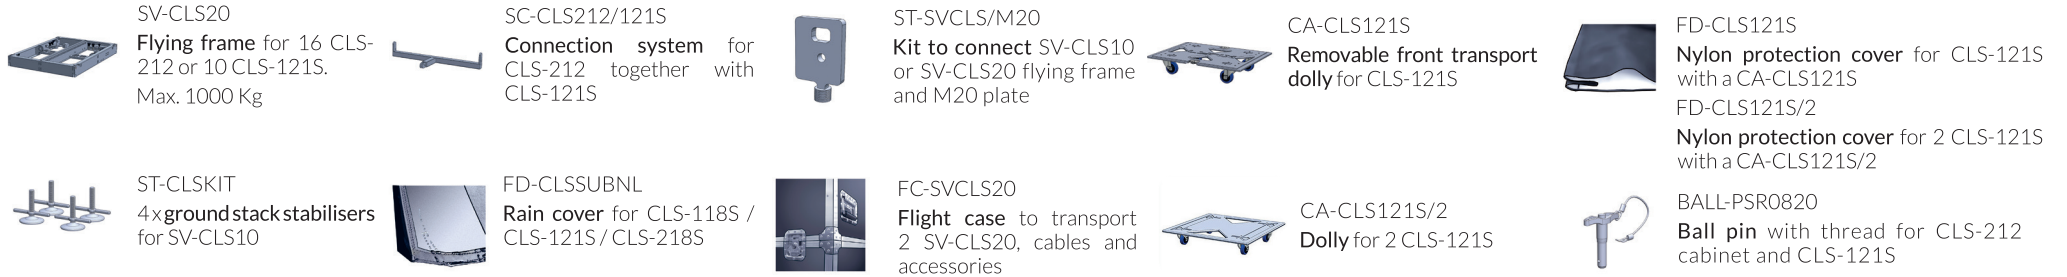 SV-CLS20
Flying frame for 16 CLS-
212 or 10 CLS-121S.
Max. 1000 Kg
SC-CLS212/121S
Connection system for
CLS-212 together with
CLS-121S
ST-SVCLS/M20
Kit to connect SV-CLS10
or SV-CLS20 flying frame
and M20 plate
CA-CLS121S
Removable front transport
dolly for CLS-121S
FD-CLS121S
Nylon protection cover for CLS-121S
with a CA-CLS121S
FD-CLS121S/2
Nylon protection cover for 2 CLS-121S
with a CA-CLS121S/2
ST-CLSKIT
4x ground stack stabilisers
for SV-CLS10
FD-CLSSUBNL
Rain cover for CLS-118S /
CLS-121S / CLS-218S
FC-SVCLS20
Flight case to transport
2 SV-CLS20, cables and
accessories
CA-CLS121S/2
Dolly for 2 CLS-121S
BALL-PSR0820
Ball pin with thread for CLS-212
cabinet and CLS-121S